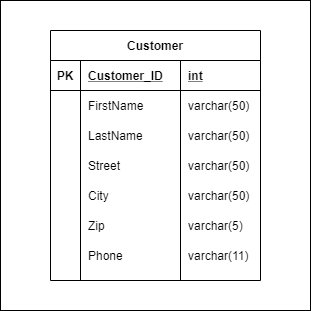 Customer
PK Customer_ID int
FirstName varchar(50)
LastName varchar(50)
Street varchar(50)
City varchar(50)
Zip varchar(5)
Phone varchar(11)